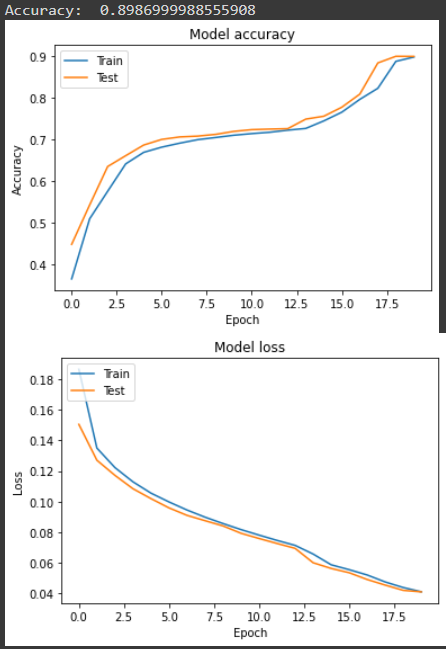 Accuracy:  0.8986999988555908
Model accuracy
Train
Test
0.9
0.8
0.7
0.6
0.5
0.4
Accuracy
0.0 2.5 5.0 7.5 10.0 12.5 15.0 17.5
Epoch
Model loss
Train
Test
0.18
0.16
0.14
0.12
0.10
0.08
0.06
0.04
Loss
0.0 2.5 5.0 7.5 10.0 12.5 15.0 17.5
Epoch